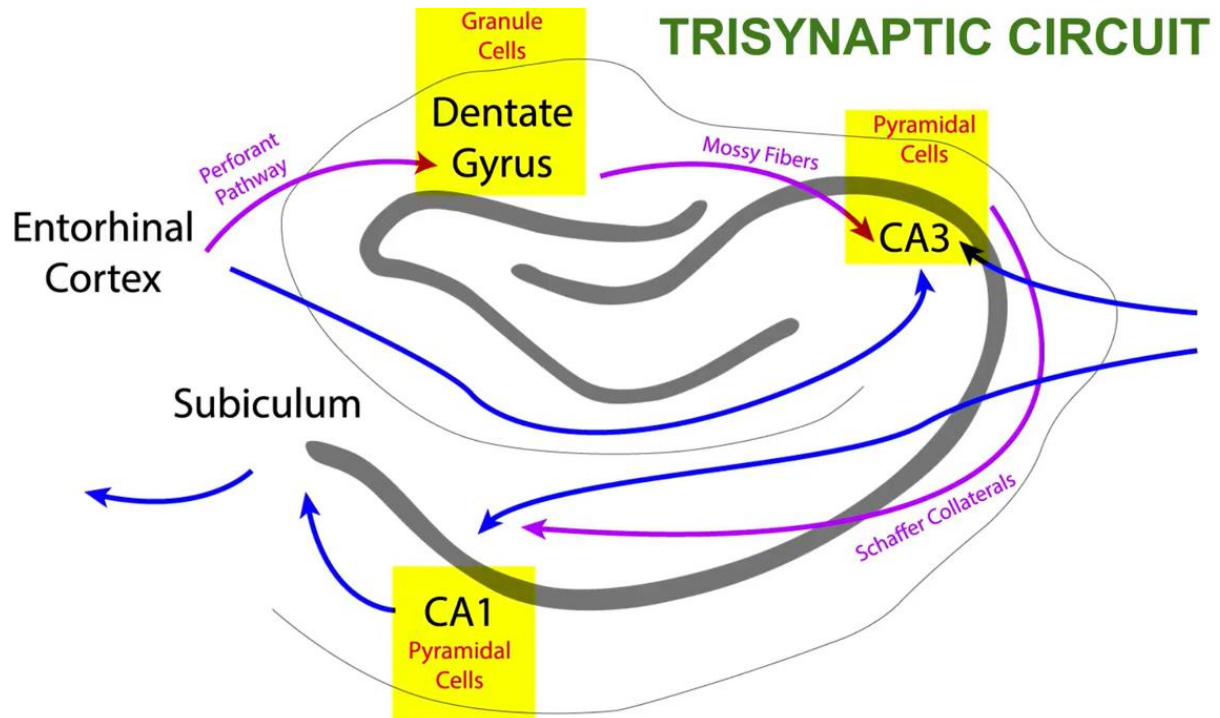 TRISYNAPTIC CIRCUIT
Granule
Cells
Dentate
Gyrus
Perforant
Pathway
Mossy Fibers
Pyramidal
Cells
CA3
Entorhinal
Cortex
Subiculum
Schaffer Collaterals
CA1
Pyramidal
Cells